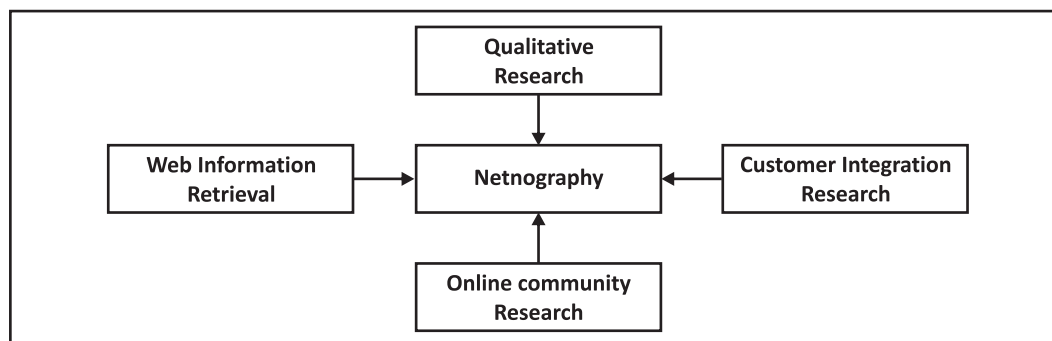 Qualitative
Research
Web Information
Retrieval
Netnography
Customer Integration
Research
Online community
Research